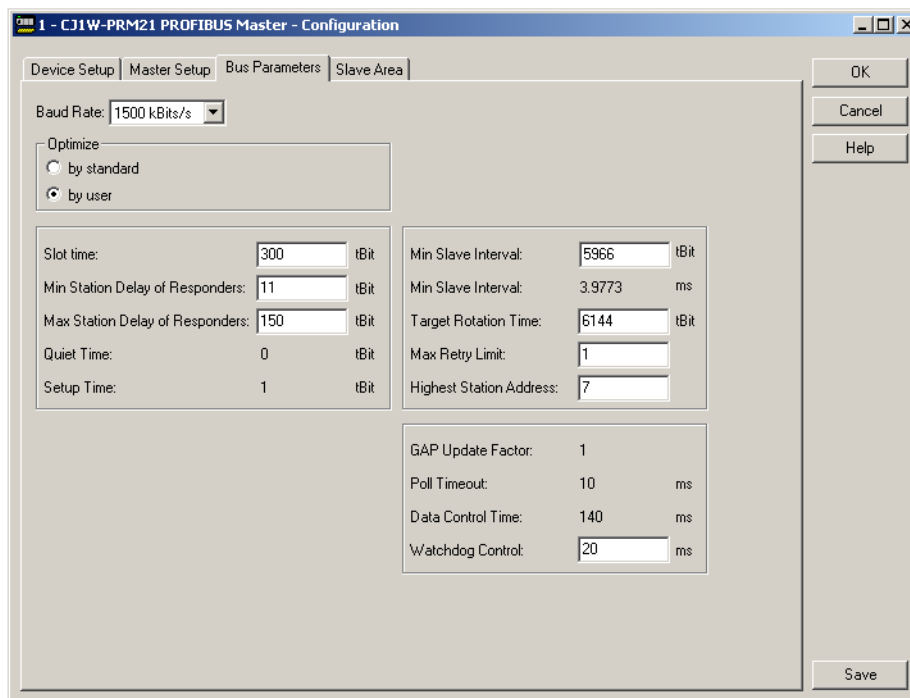 1 - CJ1W-PRM21 PROFIBUS Master - Configuration
Device Setup Master Setup Bus Parameters Slave Area
OK
Cancel
Help
Baud Rate: 1500 kBits/s
Optimize
by standard
by user
Slot time: 300 tBit
Min Station Delay of Responders: 11 tBit
Max Station Delay of Responders: 150 tBit
Quiet Time: 0 tBit
Setup Time: 1 tBit
Min Slave Interval: 5966 tBit
Min Slave Interval: 3.9773 ms
Target Rotation Time: 6144 tBit
Max Retry Limit: 1
Highest Station Address: 7
GAP Update Factor: 1
Poll Timeout: 10 ms
Data Control Time: 140 ms
Watchdog Control: 20 ms
Save